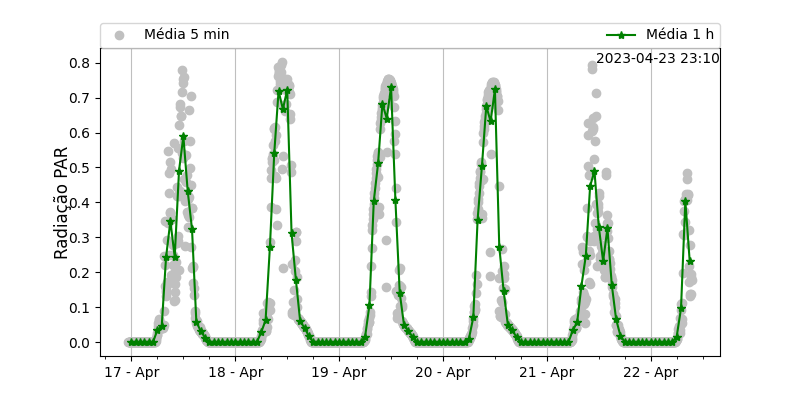 Média 5 min
Média 1 h
2023-04-23 23:10
Radiação PAR
0.8
0.7
0.6
0.5
0.4
0.3
0.2
0.1
0.0
17 - Apr
18 - Apr
19 - Apr
20 - Apr
21 - Apr
22 - Apr